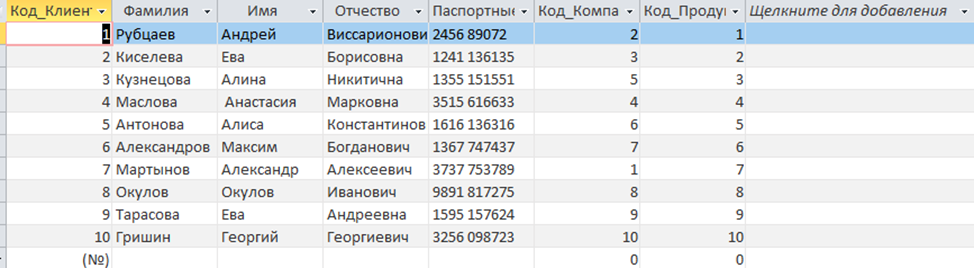 Код_Клиен Фамилия Имя Отчество Паспортные Код_Компа Код_Продук Щелкните для добавления
1 Рубцаев Андрей Виссарионови 2456 89072 2 1
2 Киселева Ева Борисовна 1241 136135 3 2
3 Кузнецова Алина Никитична 1355 151551 5 3
4 Маслова Анастасия Марковна 3515 616633 4 4
5 Антонова Алиса Константинов 1616 136316 6 5
6 Александров Максим Богданович 1367 747437 7 6
7 Мартынов Александр Алексеевич 3737 753789 1 7
8 Окулов Окулов Иванович 9891 817275 8 8
9 Тарасова Ева Андреевна 1595 157624 9 9
10 Гришин Георгий Георгиевич 3256 098723 10 10
(№) 0 0